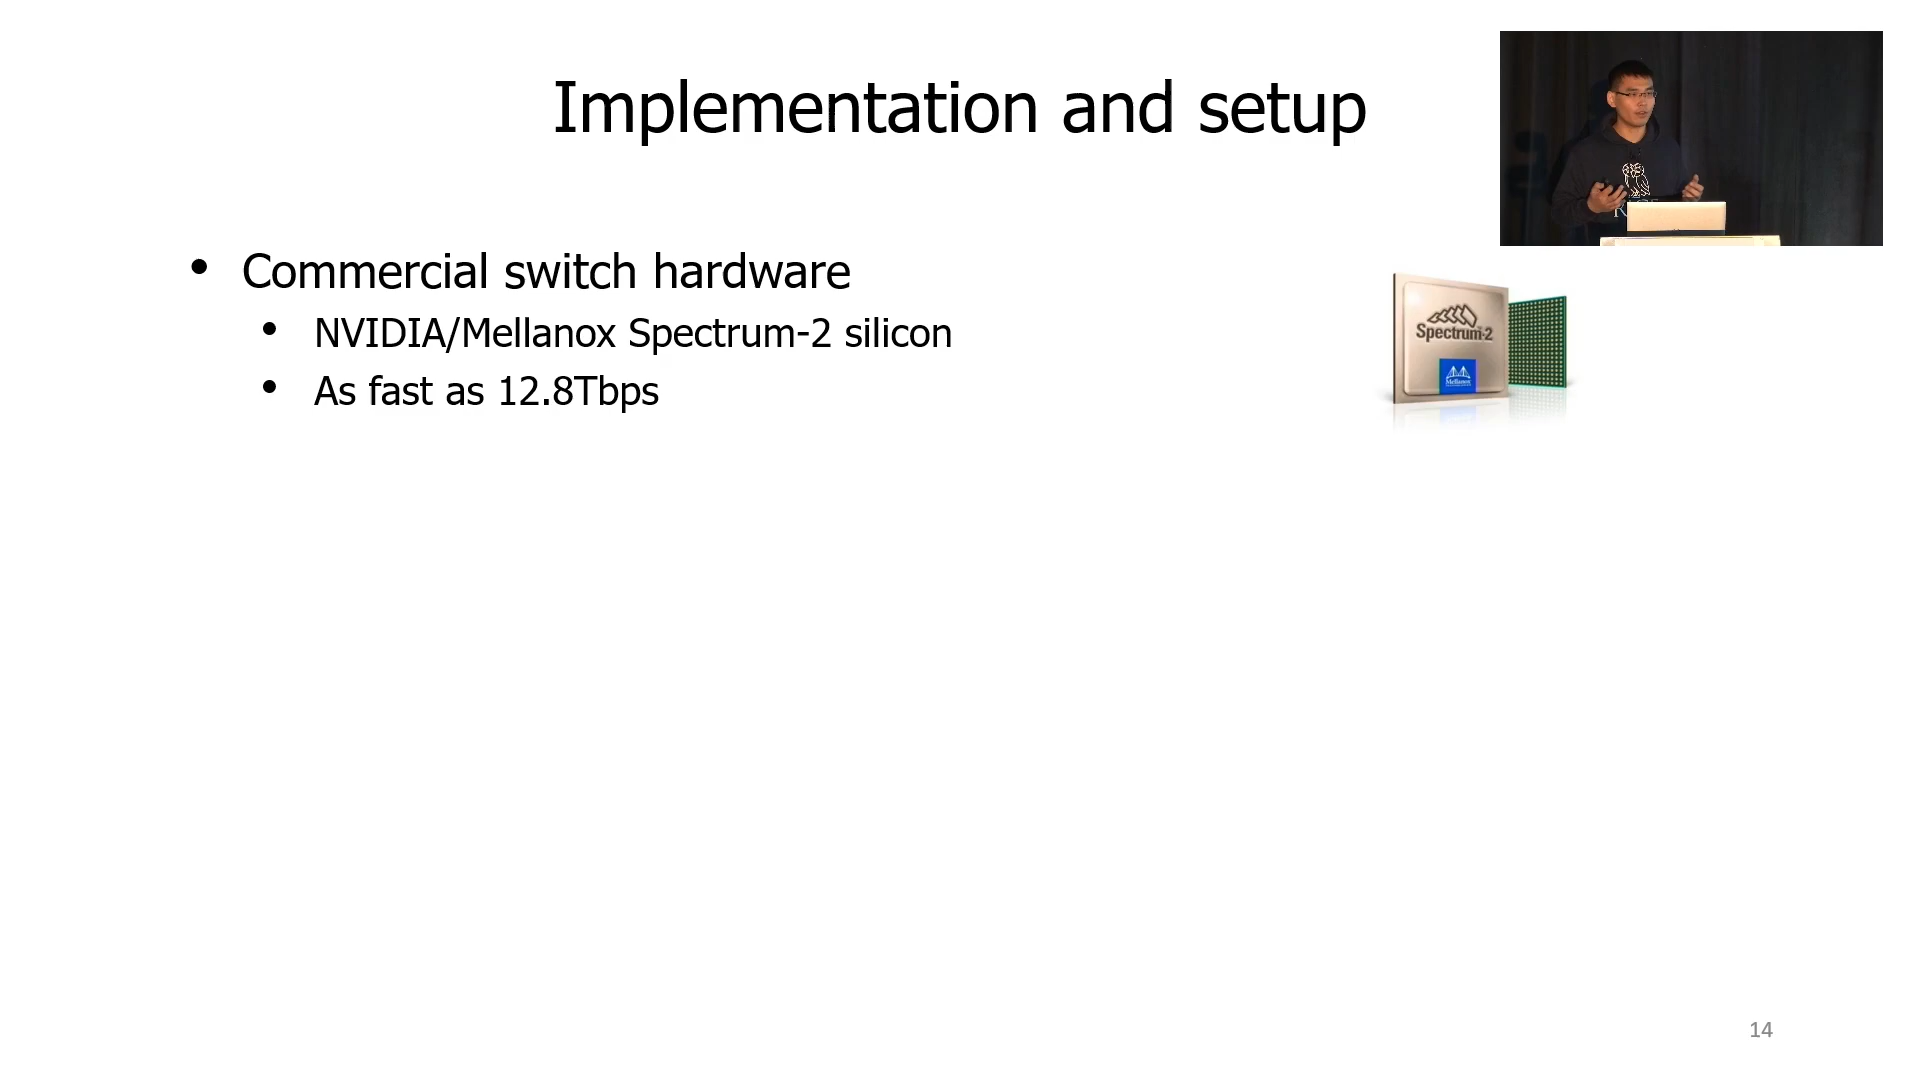 Implementation and setup
• Commercial switch hardware
• NVIDIA/Mellanox Spectrum-2 silicon
• As fast as 12.8Tbps
Spectrum-2
Mellanox
14